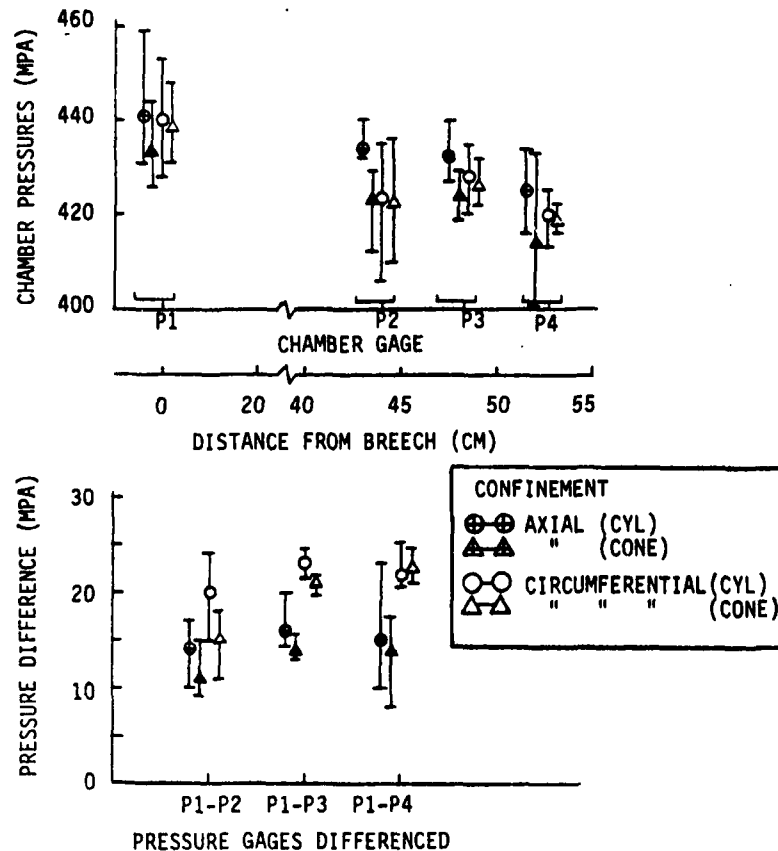 CHAMBER PRESSURES (MPA)
460
440
420
400
P1
P2
P3
P4
CHAMBER GAGE
0
20
40
45
50
55
DISTANCE FROM BREECH (CM)
PRESSURE DIFFERENCE (MPA)
30
20
10
0
P1-P2
P1-P3
P1-P4
PRESSURE GAGES DIFFERENCED
CONFINEMENT
AXIAL (CYL)
" (CONE)
CIRCUMFERENTIAL (CYL)
" " " (CONE)